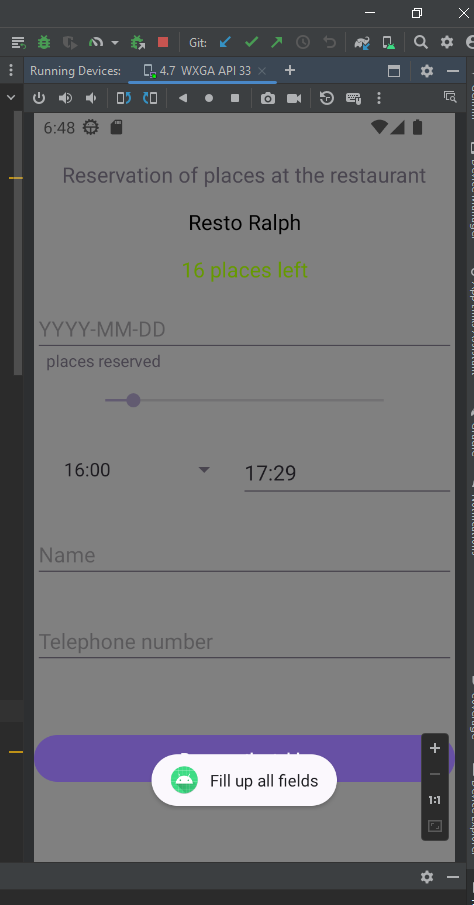 Git:
Running Devices: 4.7 WXGA API 33
6:48
Reservation of places at the restaurant
Resto Ralph
16 places left
YYYY-MM-DD
places reserved
16:00 17:29
Name
Telephone number
Fill up all fields
1:1